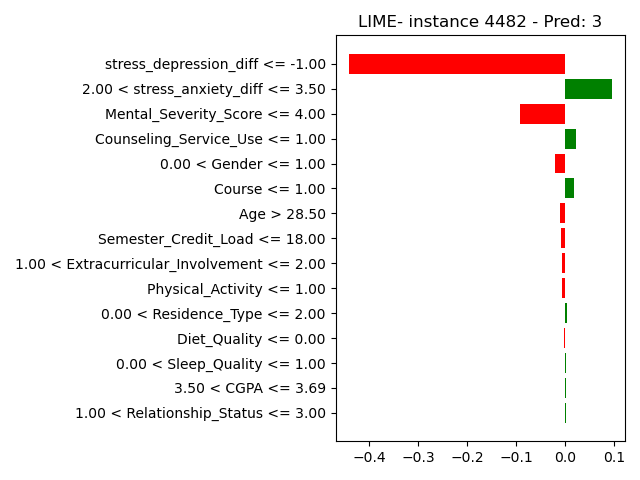 LIME- instance 4482 - Pred: 3
stress_depression_diff <= -1.00
2.00 < stress_anxiety_diff <= 3.50
Mental_Severity_Score <= 4.00
Counseling_Service_Use <= 1.00
0.00 < Gender <= 1.00
Course <= 1.00
Age > 28.50
Semester_Credit_Load <= 18.00
1.00 < Extracurricular_Involvement <= 2.00
Physical_Activity <= 1.00
0.00 < Residence_Type <= 2.00
Diet_Quality <= 0.00
0.00 < Sleep_Quality <= 1.00
3.50 < CGPA <= 3.69
1.00 < Relationship_Status <= 3.00
−0.4 −0.3 −0.2 −0.1 0.0 0.1